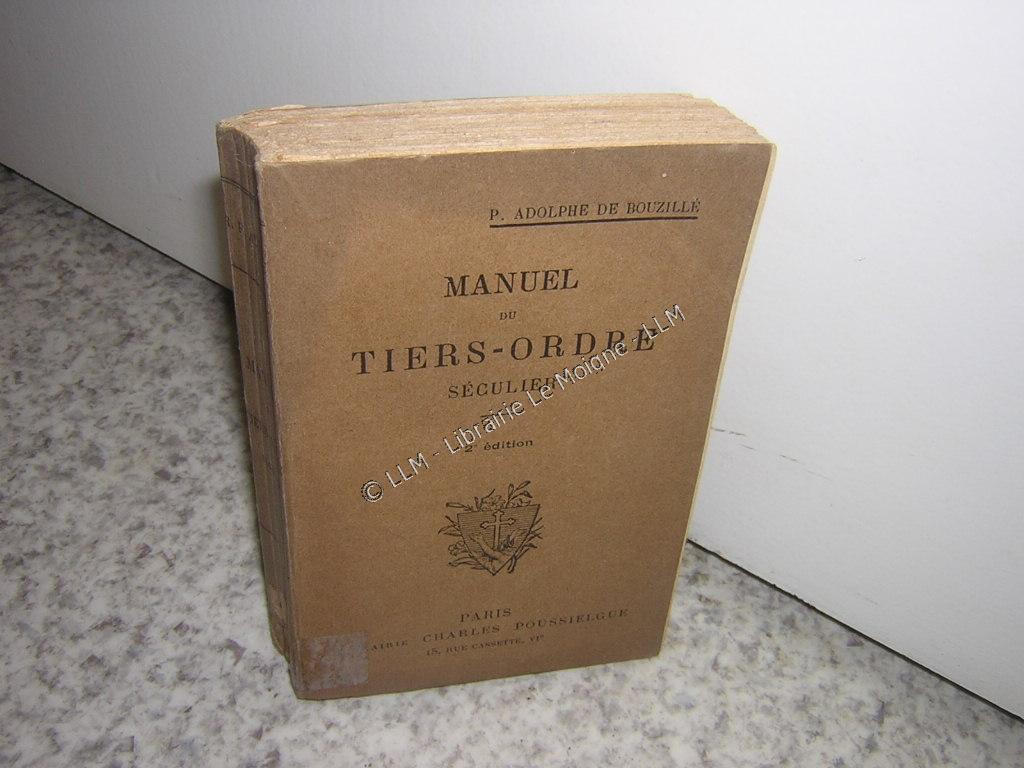 P. ADOLPHE DE BOUZILLÉ
MANUEL
DU
TIERS-ORDRE
SÉCULIER
2e édition
© LLM - Librairie Le Moigne - LLM
PARIS
CHARLES POUSSIELGUE
15, RUE CASSETTE, VIe